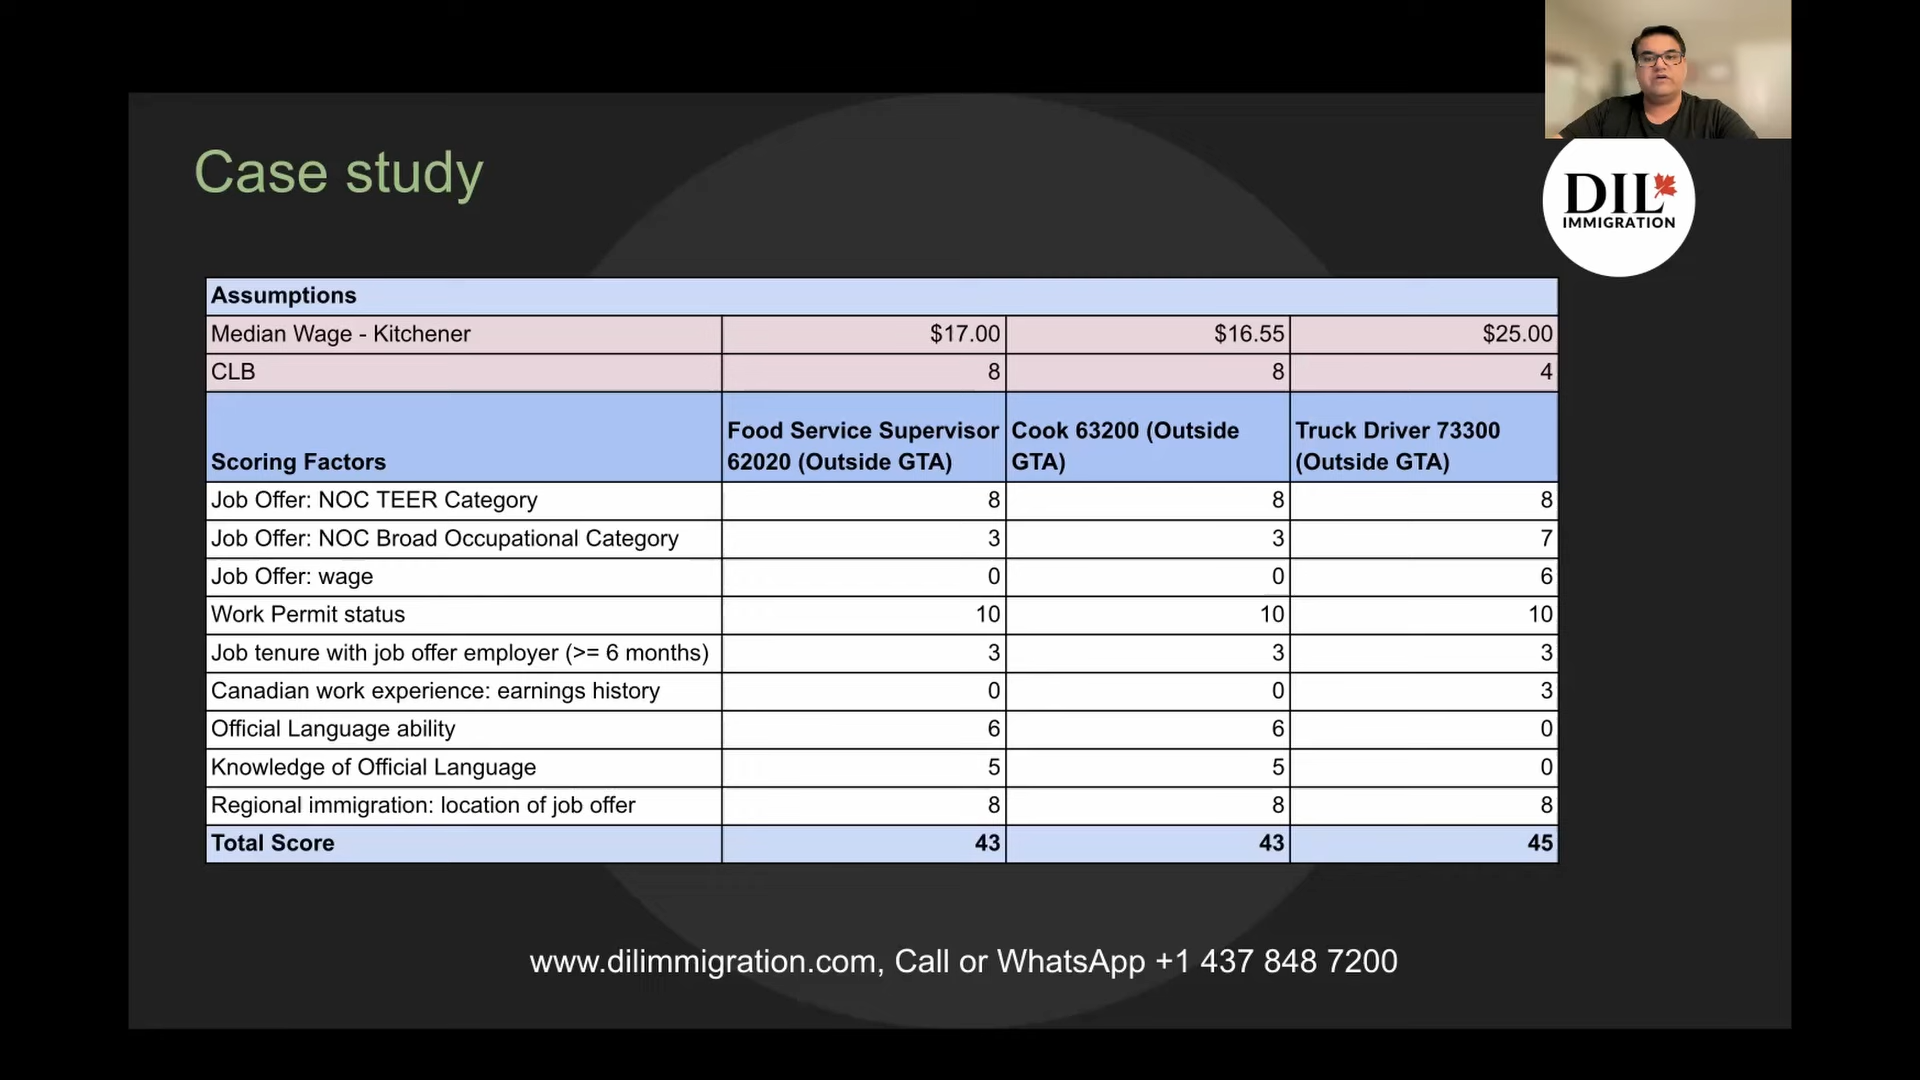 Case study
DIL
IMMIGRATION
Assumptions
Median Wage - Kitchener $17.00 $16.55 $25.00
CLB 8 8 4
Scoring Factors Food Service Supervisor 62020 (Outside GTA) Cook 63200 (Outside GTA) Truck Driver 73300 (Outside GTA)
Job Offer: NOC TEER Category 8 8 8
Job Offer: NOC Broad Occupational Category 3 3 7
Job Offer: wage 0 0 6
Work Permit status 10 10 10
Job tenure with job offer employer (>= 6 months) 3 3 3
Canadian work experience: earnings history 0 0 3
Official Language ability 6 6 0
Knowledge of Official Language 5 5 0
Regional immigration: location of job offer 8 8 8
Total Score 43 43 45
www.dilimmigration.com, Call or WhatsApp +1 437 848 7200